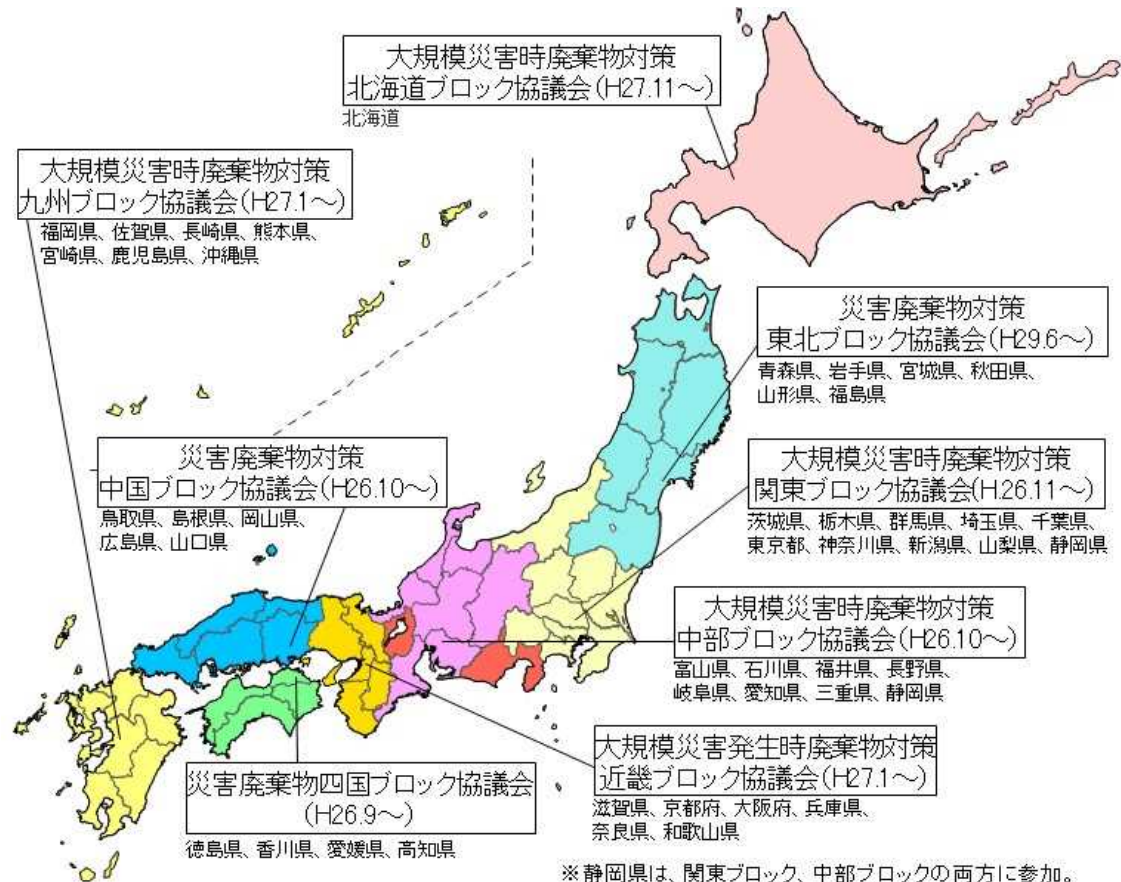 大規模災害時廃棄物対策
北海道ブロック協議会(H27.11～)
北海道
大規模災害時廃棄物対策
九州ブロック協議会(H27.1～)
福岡県、佐賀県、長崎県、熊本県、
宮崎県、鹿児島県、沖縄県
災害廃棄物対策
東北ブロック協議会(H29.6～)
青森県、岩手県、宮城県、秋田県、
山形県、福島県
災害廃棄物対策
中国ブロック協議会(H26.10～)
鳥取県、島根県、岡山県、
広島県、山口県
大規模災害時廃棄物対策
関東ブロック協議会(H.26.11～)
茨城県、栃木県、群馬県、埼玉県、千葉県、
東京都、神奈川県、新潟県、山梨県、静岡県
大規模災害時廃棄物対策
中部ブロック協議会(H26.10～)
富山県、石川県、福井県、長野県、
岐阜県、愛知県、三重県、静岡県
大規模災害発生時廃棄物対策
近畿ブロック協議会(H27.1～)
滋賀県、京都府、大阪府、兵庫県、
奈良県、和歌山県
災害廃棄物四国ブロック協議会
(H26.9～)
徳島県、香川県、愛媛県、高知県
※静岡県は、関東ブロック、中部ブロックの両方に参加。